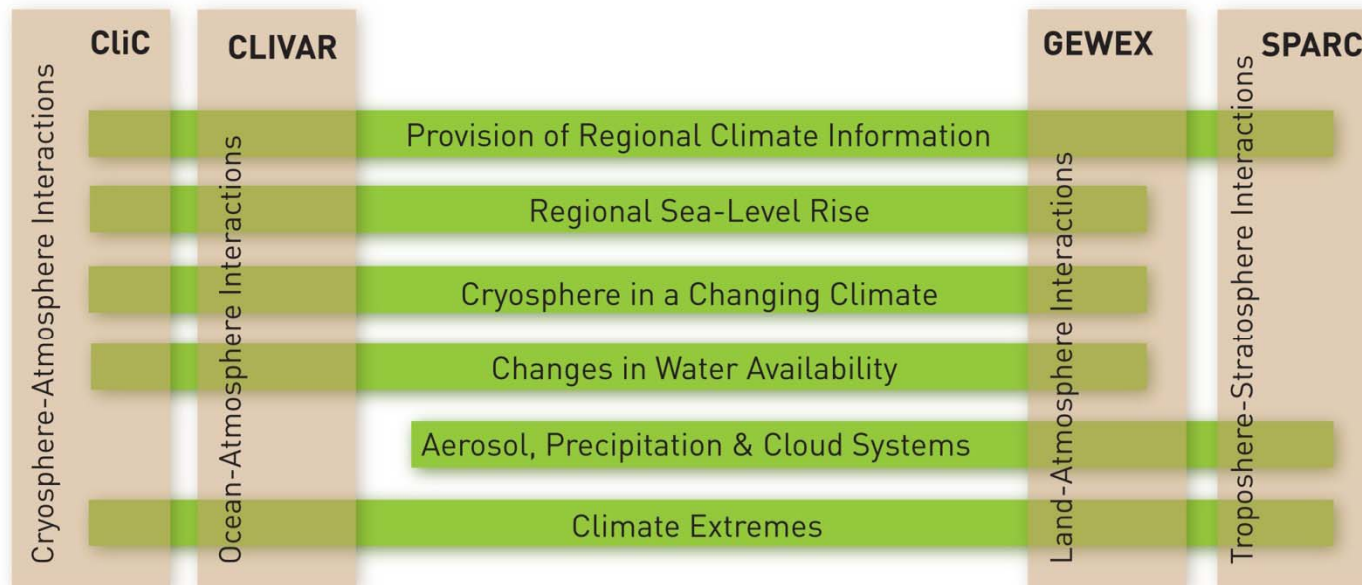 CliC
CLIVAR
GEWEX
SPARC
Cryosphere-Atmosphere Interactions
Ocean-Atmosphere Interactions
Land-Atmosphere Interactions
Troposhere-Stratosphere Interactions
Provision of Regional Climate Information
Regional Sea-Level Rise
Cryosphere in a Changing Climate
Changes in Water Availability
Aerosol, Precipitation & Cloud Systems
Climate Extremes